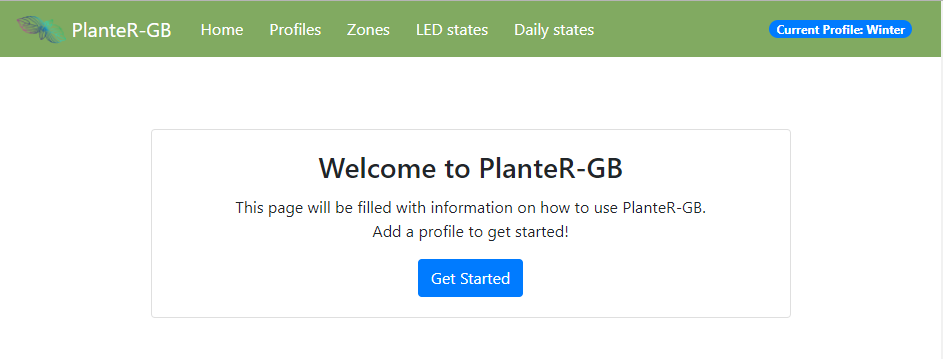 PlanteR-GB Home Profiles Zones LED states Daily states Current Profile: Winter
Welcome to PlanteR-GB
This page will be filled with information on how to use PlanteR-GB.
Add a profile to get started!
Get Started